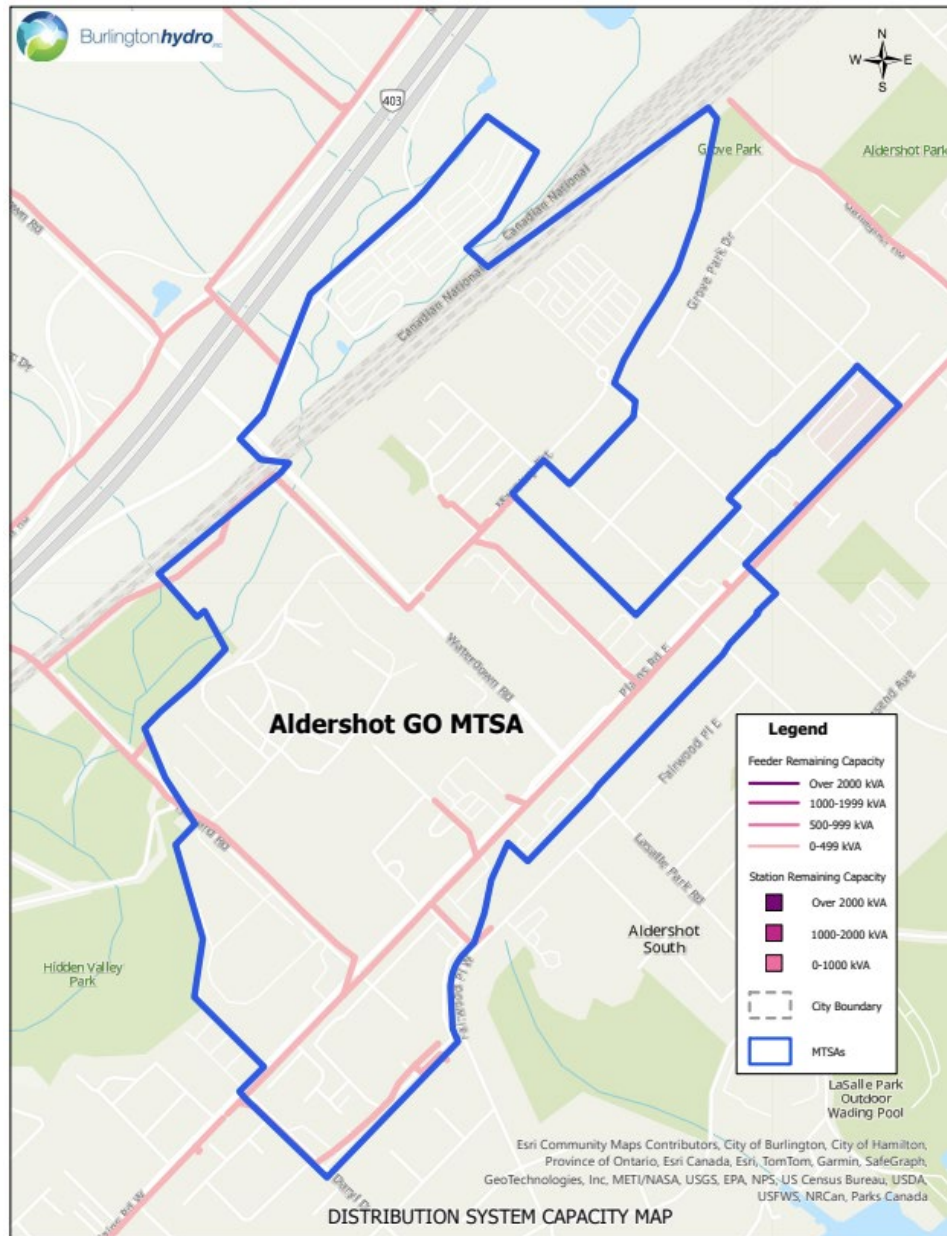 Burlington hydro inc
N
W E
S
403
Grove Park
Aldershot Park
Canadian National
Canadian National
Grove Park Dr
Waterdown Rd
Plains Rd E
Aldershot GO MTSA
Fairwood Pl E
LaSalle Park Rd
Aldershot
South
Hidden Valley
Park
Fairwood Pl W
Legend
Feeder Remaining Capacity
Over 2000 kVA
1000-1999 kVA
500-999 kVA
0-499 kVA
Station Remaining Capacity
Over 2000 kVA
1000-2000 kVA
0-1000 kVA
City Boundary
MTSAs
LaSalle Park
Outdoor
Wading Pool
Esri Community Maps Contributors, City of Burlington, City of Hamilton,
Province of Ontario, Esri Canada, Esri, TomTom, Garmin, SafeGraph,
GeoTechnologies, Inc, METI/NASA, USGS, EPA, NPS, US Census Bureau, USDA,
USFWS, NRCan, Parks Canada
DISTRIBUTION SYSTEM CAPACITY MAP